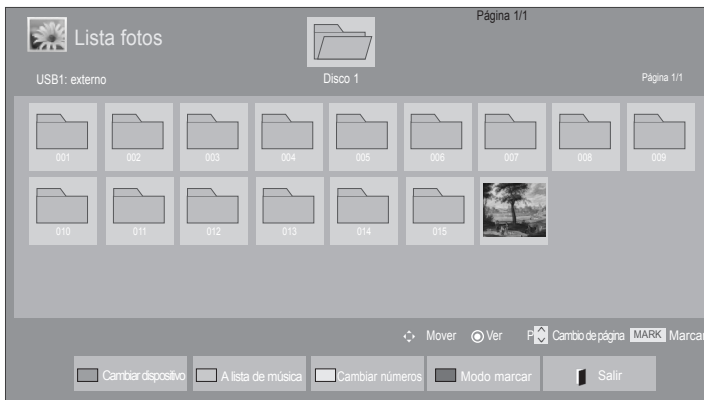 Página 1/1
Lista fotos
USB1: externo
Disco 1
Página 1/1
001 002 003 004 005 006 007 008 009
010 011 012 013 014 015
Mover Ver P Cambio de página MARK Marcar
Cambiar dispositivo A lista de música Cambiar números Modo marcar Salir